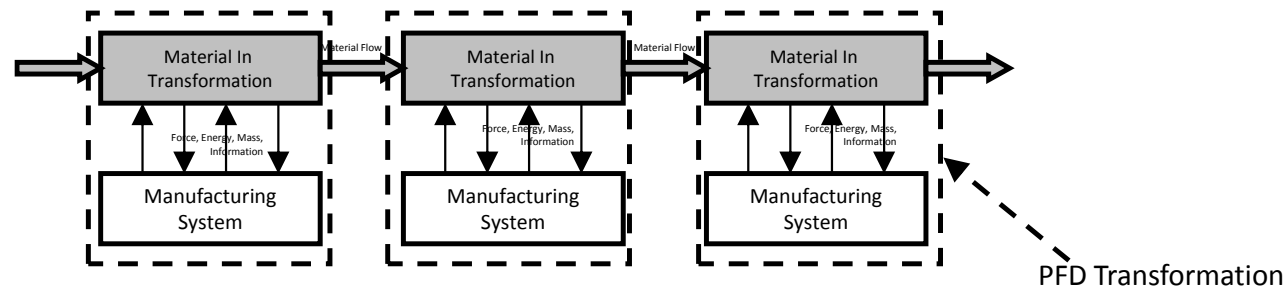 Material In
Transformation
Material Flow
Material In
Transformation
Material Flow
Material In
Transformation
Force, Energy, Mass,
Information
Force, Energy, Mass,
Information
Force, Energy, Mass,
Information
Manufacturing
System
Manufacturing
System
Manufacturing
System
PFD Transformation